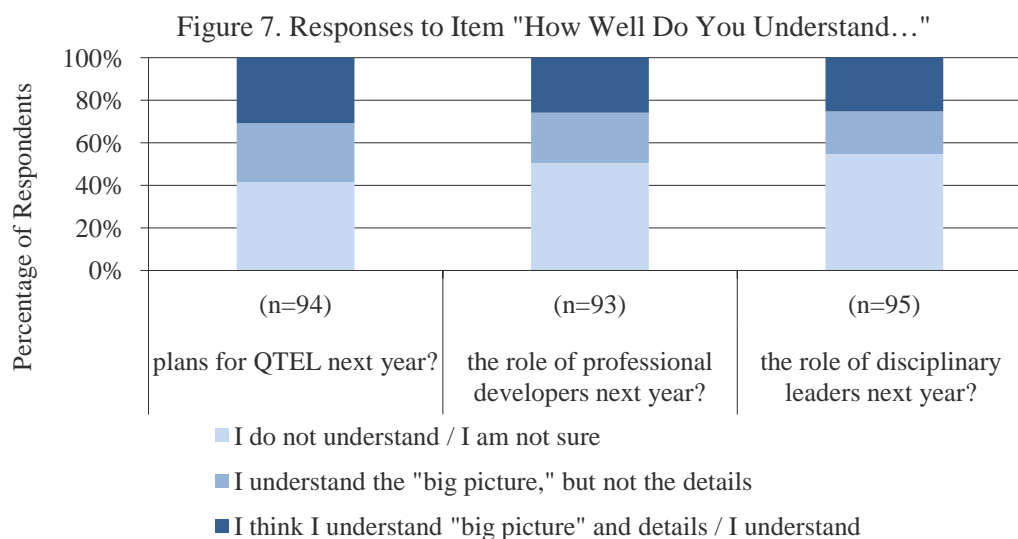 Figure 7. Responses to Item "How Well Do You Understand…"
Percentage of Respondents
100%
80%
60%
40%
20%
0%
(n=94)
(n=93)
(n=95)
plans for QTEL next year?
the role of professional
developers next year?
the role of disciplinary
leaders next year?
I do not understand / I am not sure
I understand the "big picture," but not the details
I think I understand "big picture" and details / I understand